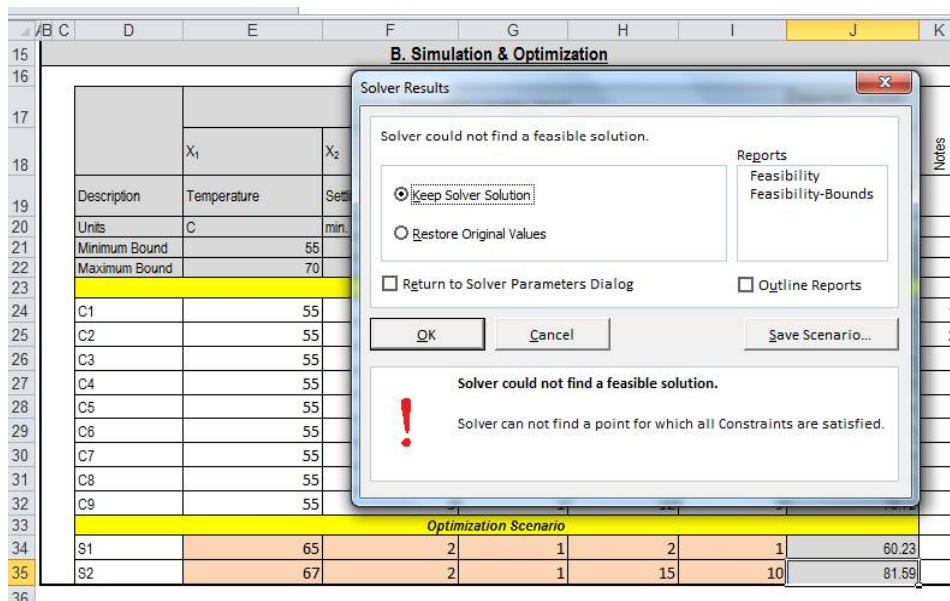 AB C D E F G H I J K
15 B. Simulation & Optimization
16
17
18 X₁ X₂ Notes
19 Description Temperature
20 Units C min.
21 Minimum Bound 55
22 Maximum Bound 70
23
24 C1 55
25 C2 55
26 C3 55
27 C4 55
28 C5 55
29 C6 55
30 C7 55
31 C8 55
32 C9 55
33 Optimization Scenario
34 S1 65 2 1 2 1 60.23
35 S2 67 2 1 15 10 81.59
36
Solver Results
Solver could not find a feasible solution.
Keep Solver Solution
Restore Original Values
Return to Solver Parameters Dialog
Reports
Feasibility
Feasibility-Bounds
Outline Reports
OK Cancel Save Scenario...
Solver could not find a feasible solution.
Solver can not find a point for which all Constraints are satisfied.